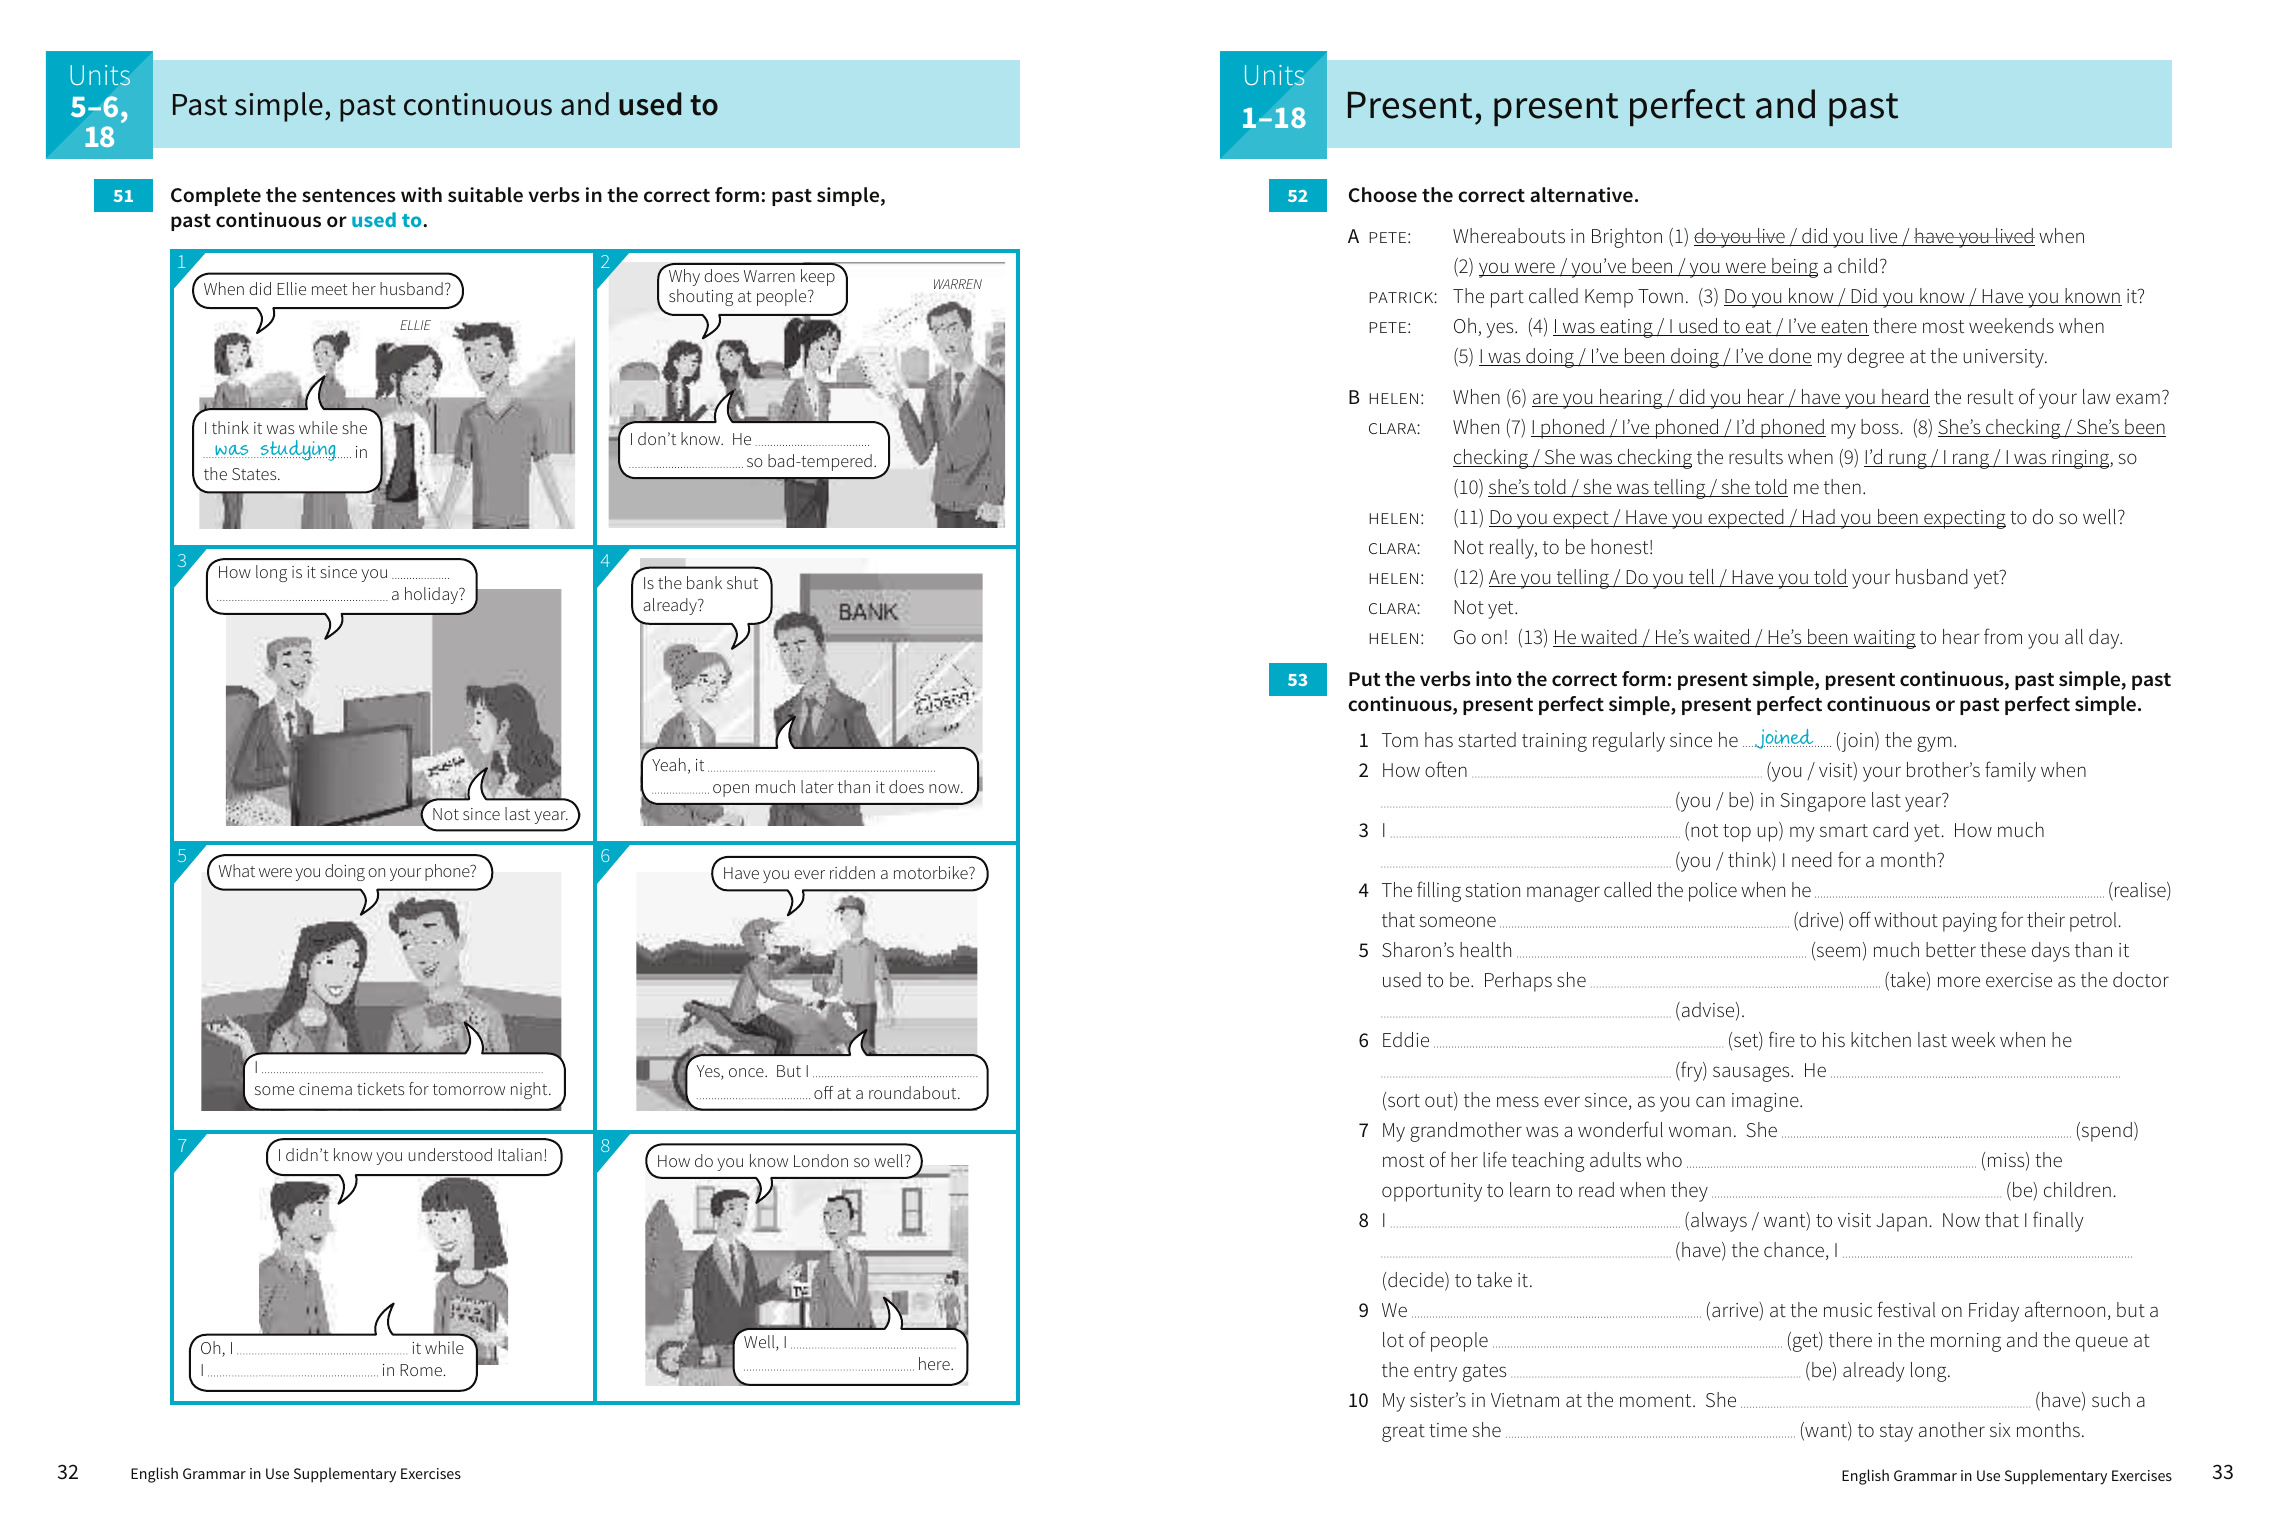 Units
5–6,
18
Past simple, past continuous and used to
51
Complete the sentences with suitable verbs in the correct form: past simple,
past continuous or used to.
1
When did Ellie meet her husband?
ELLIE
I think it was while she
was studying in
the States.
2
Why does Warren keep
shouting at people?
WARREN
I don't know. He
so bad-tempered.
3
How long is it since you
a holiday?
Not since last year.
4
Is the bank shut
already?
BANK
CLOSED
Yeah, it
open much later than it does now.
5
What were you doing on your phone?
I
some cinema tickets for tomorrow night.
6
Have you ever ridden a motorbike?
Yes, once. But I
off at a roundabout.
7
I didn't know you understood Italian!
Oh, I it while
I in Rome.
8
How do you know London so well?
Well, I
here.
32
English Grammar in Use Supplementary Exercises
Units
1–18
Present, present perfect and past
52
Choose the correct alternative.
A PETE: Whereabouts in Brighton (1) do you live / did you live / have you lived when
(2) you were / you've been / you were being a child?
PATRICK: The part called Kemp Town. (3) Do you know / Did you know / Have you known it?
PETE: Oh, yes. (4) I was eating / I used to eat / I've eaten there most weekends when
(5) I was doing / I've been doing / I've done my degree at the university.
B HELEN: When (6) are you hearing / did you hear / have you heard the result of your law exam?
CLARA: When (7) I phoned / I've phoned / I'd phoned my boss. (8) She's checking / She's been
checking / She was checking the results when (9) I'd rung / I rang / I was ringing, so
(10) she's told / she was telling / she told me then.
HELEN: (11) Do you expect / Have you expected / Had you been expecting to do so well?
CLARA: Not really, to be honest!
HELEN: (12) Are you telling / Do you tell / Have you told your husband yet?
CLARA: Not yet.
HELEN: Go on! (13) He waited / He's waited / He's been waiting to hear from you all day.
53
Put the verbs into the correct form: present simple, present continuous, past simple, past
continuous, present perfect simple, present perfect continuous or past perfect simple.
1 Tom has started training regularly since he joined (join) the gym.
2 How often (you / visit) your brother's family when
(you / be) in Singapore last year?
3 I (not top up) my smart card yet. How much
(you / think) I need for a month?
4 The filling station manager called the police when he (realise)
that someone (drive) off without paying for their petrol.
5 Sharon's health (seem) much better these days than it
used to be. Perhaps she (take) more exercise as the doctor
(advise).
6 Eddie (set) fire to his kitchen last week when he
(fry) sausages. He
(sort out) the mess ever since, as you can imagine.
7 My grandmother was a wonderful woman. She (spend)
most of her life teaching adults who (miss) the
opportunity to learn to read when they (be) children.
8 I (always / want) to visit Japan. Now that I finally
(have) the chance, I
(decide) to take it.
9 We (arrive) at the music festival on Friday afternoon, but a
lot of people (get) there in the morning and the queue at
the entry gates (be) already long.
10 My sister's in Vietnam at the moment. She (have) such a
great time she (want) to stay another six months.
English Grammar in Use Supplementary Exercises
33